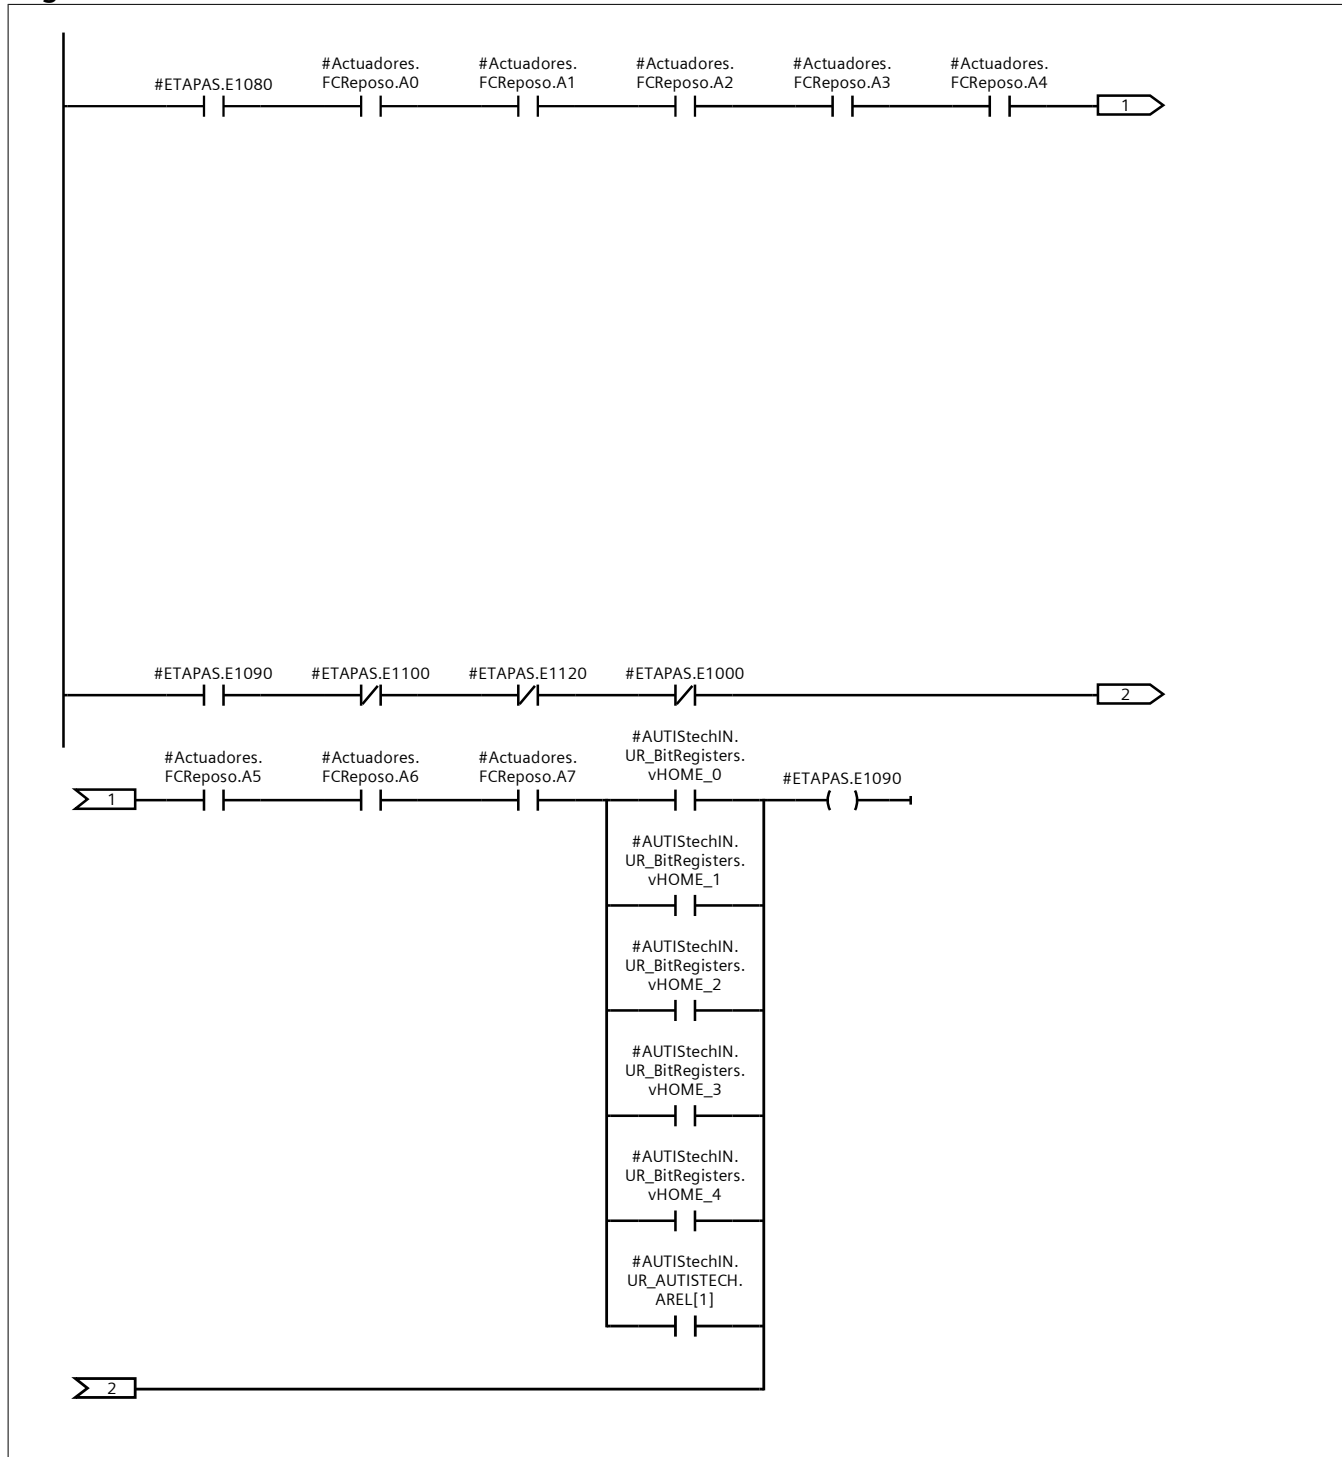 #ETAPAS.E1080
#Actuadores.
FCReposo.A0
#Actuadores.
FCReposo.A1
#Actuadores.
FCReposo.A2
#Actuadores.
FCReposo.A3
#Actuadores.
FCReposo.A4
1
#ETAPAS.E1090
#ETAPAS.E1100
#ETAPAS.E1120
#ETAPAS.E1000
2
1
#Actuadores.
FCReposo.A5
#Actuadores.
FCReposo.A6
#Actuadores.
FCReposo.A7
#AUTIStechIN.
UR_BitRegisters.
vHOME_0
#ETAPAS.E1090
#AUTIStechIN.
UR_BitRegisters.
vHOME_1
#AUTIStechIN.
UR_BitRegisters.
vHOME_2
#AUTIStechIN.
UR_BitRegisters.
vHOME_3
#AUTIStechIN.
UR_BitRegisters.
vHOME_4
#AUTIStechIN.
UR_AUTISTECH.
AREL[1]
2